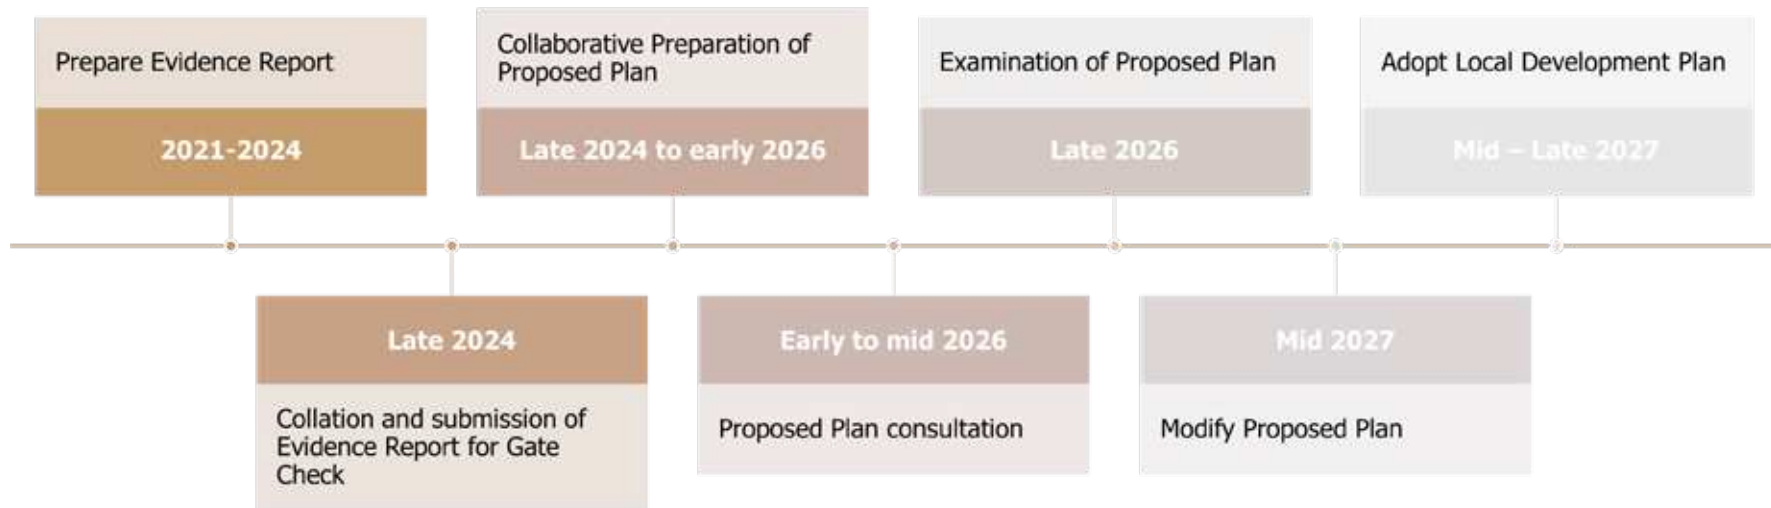 Prepare Evidence Report
2021-2024
Late 2024
Collation and submission of
Evidence Report for Gate
Check
Collaborative Preparation of
Proposed Plan
Late 2024 to early 2026
Early to mid 2026
Proposed Plan consultation
Examination of Proposed Plan
Late 2026
Mid 2027
Modify Proposed Plan
Adopt Local Development Plan
Mid – Late 2027